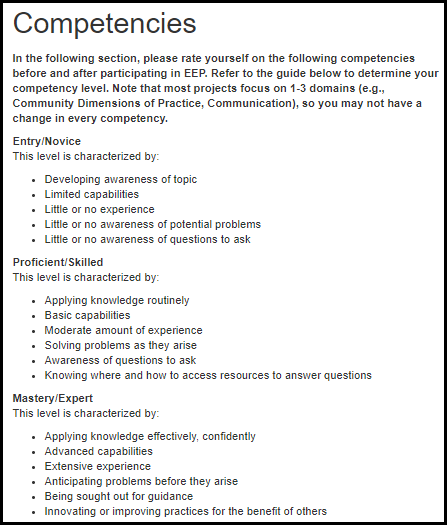 Competencies
In the following section, please rate yourself on the following competencies
before and after participating in EEP. Refer to the guide below to determine your
competency level. Note that most projects focus on 1-3 domains (e.g.,
Community Dimensions of Practice, Communication), so you may not have a
change in every competency.
Entry/Novice
This level is characterized by:
• Developing awareness of topic
• Limited capabilities
• Little or no experience
• Little or no awareness of potential problems
• Little or no awareness of questions to ask
Proficient/Skilled
This level is characterized by:
• Applying knowledge routinely
• Basic capabilities
• Moderate amount of experience
• Solving problems as they arise
• Awareness of questions to ask
• Knowing where and how to access resources to answer questions
Mastery/Expert
This level is characterized by:
• Applying knowledge effectively, confidently
• Advanced capabilities
• Extensive experience
• Anticipating problems before they arise
• Being sought out for guidance
• Innovating or improving practices for the benefit of others